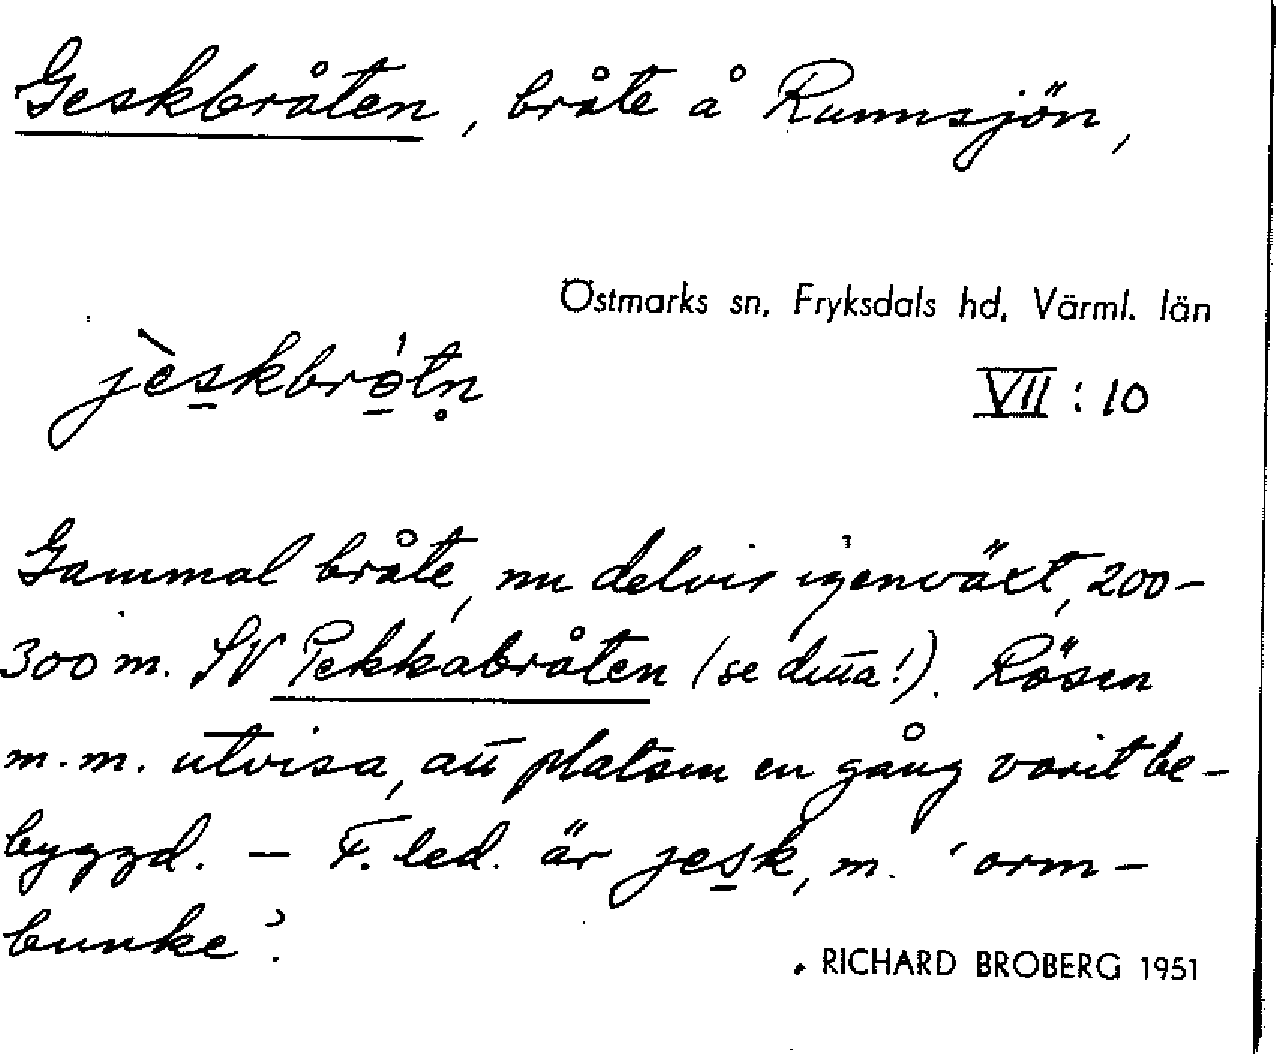 Geskbråten, bråte å Runnsjön,
Östmarks sn, Fryksdals hd, Värml. län
jèskbrǫ́tn̥
VII : 10
Gammal bråte, nu delvis igenväxt, 200-
300 m. SV Pekkabråten (se detta!). Rösen
m.m. utvisa, att platsen en gång varit be-
byggd. – F. led. är jesk, m. 'orm-
bunke'.
RICHARD BROBERG 1951